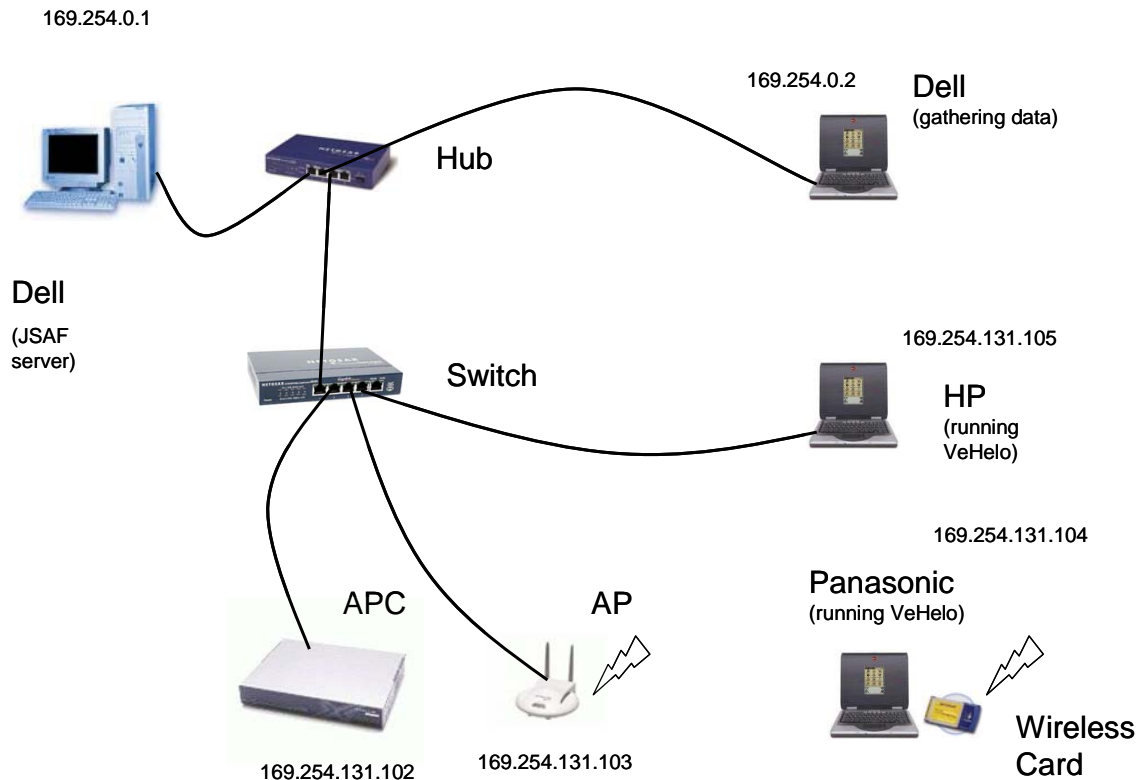 169.254.0.1
169.254.0.2
Dell
(gathering data)
NETGEAR
Hub
Dell
(JSAF
server)
169.254.131.105
NETGEAR
Switch
HP
(running
VeHelo)
169.254.131.104
APC
AP
Panasonic
(running VeHelo)
Wireless
Card
169.254.131.102
169.254.131.103